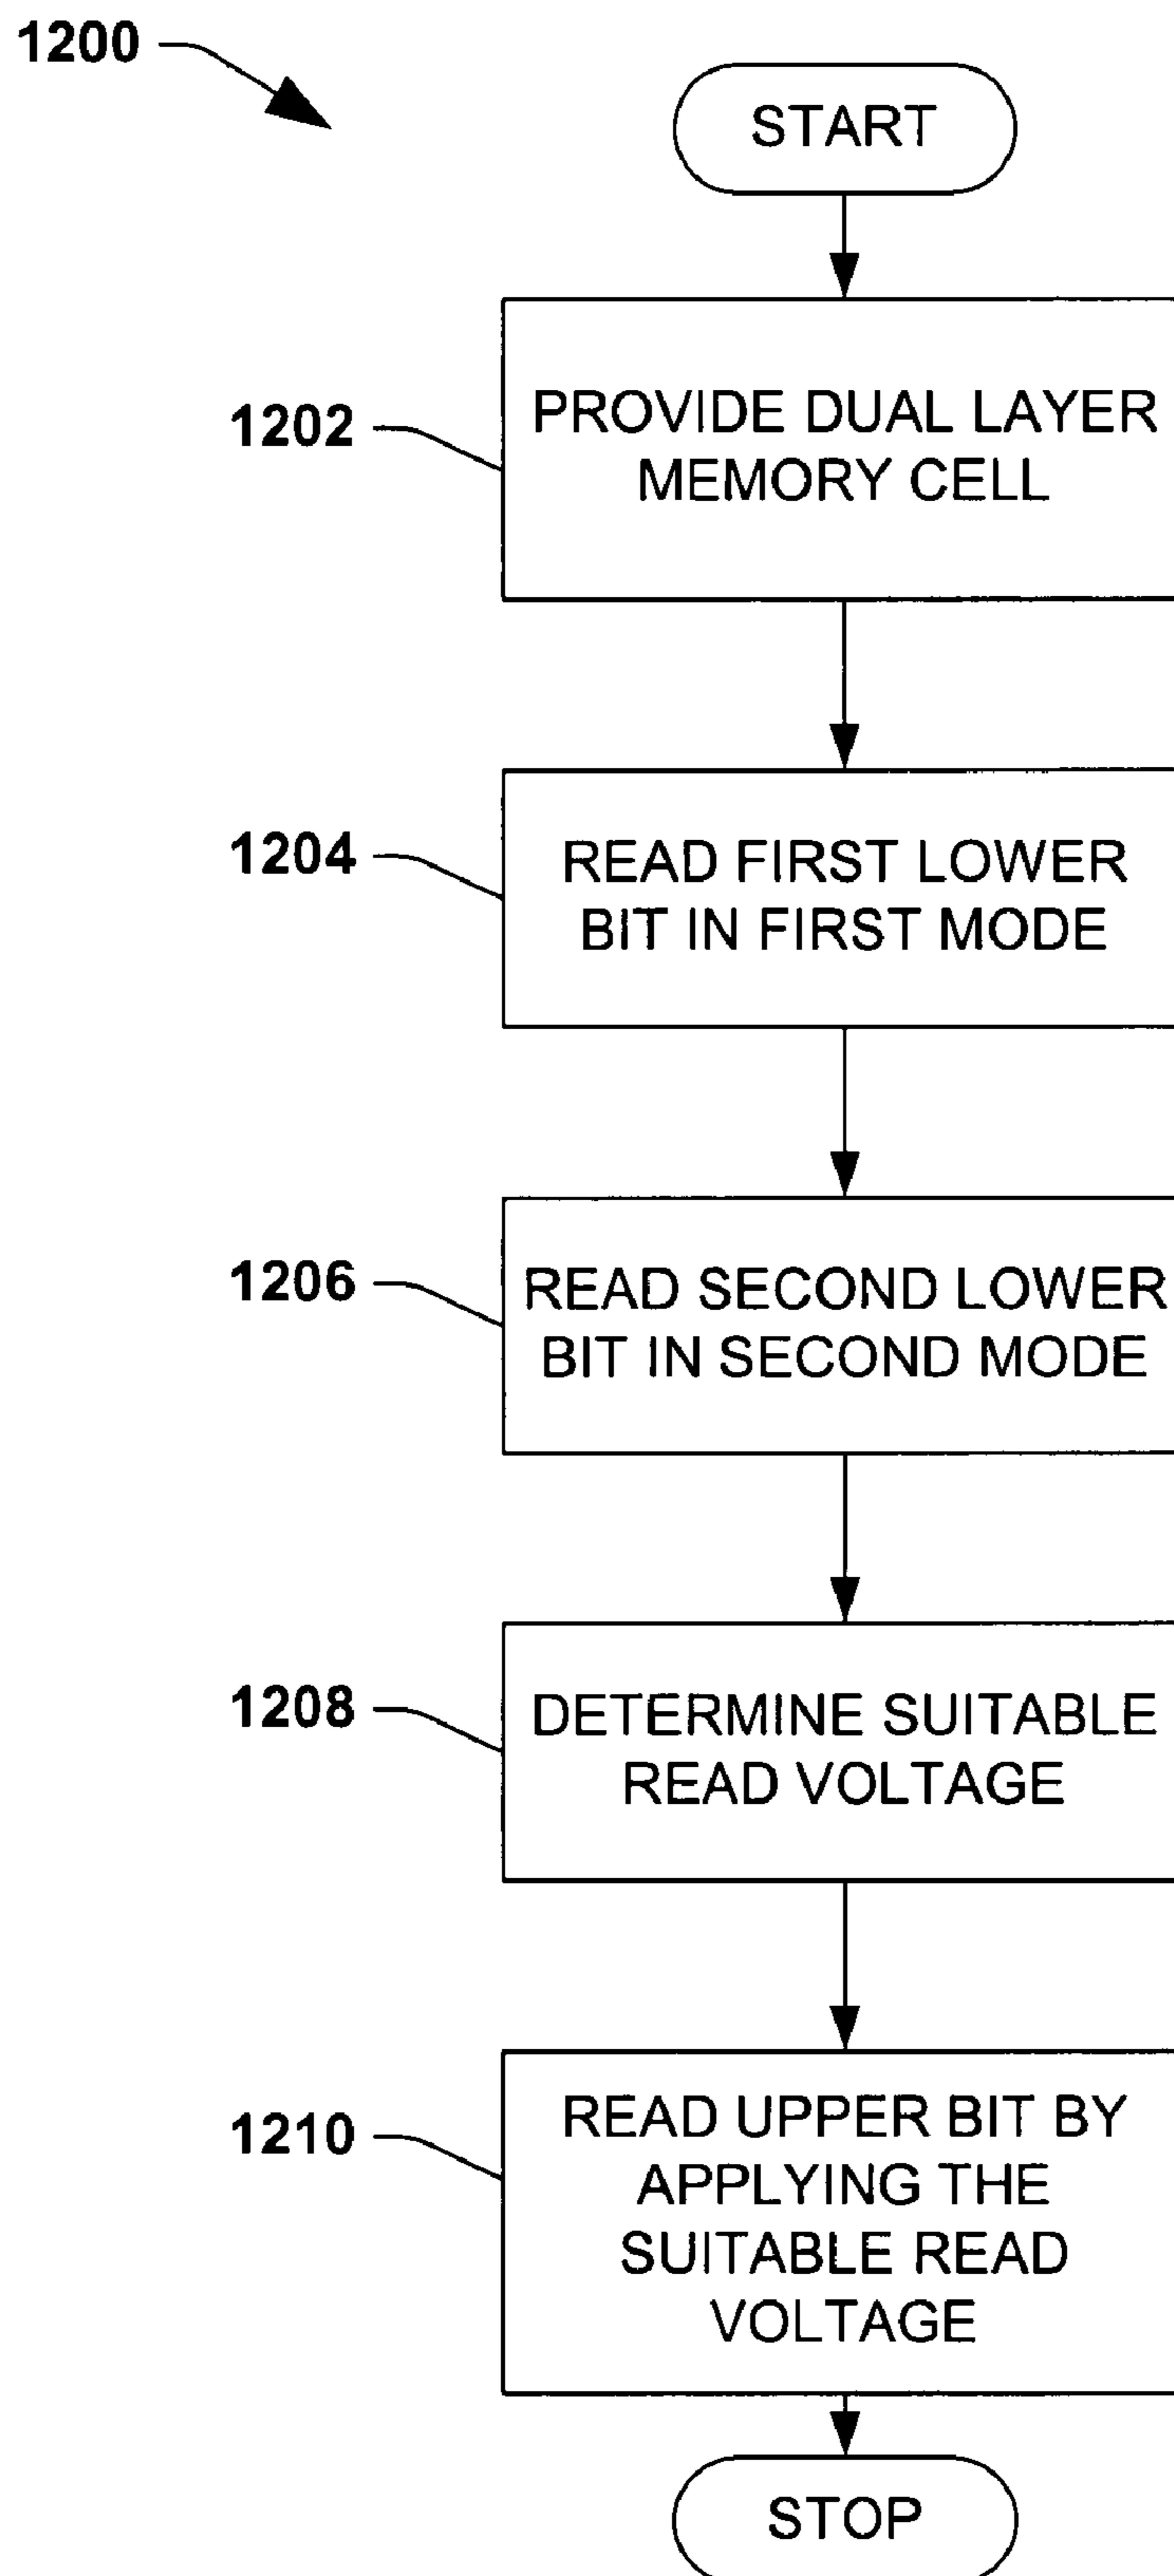 1200
START
1202
PROVIDE DUAL LAYER
MEMORY CELL
1204
READ FIRST LOWER
BIT IN FIRST MODE
1206
READ SECOND LOWER
BIT IN SECOND MODE
1208
DETERMINE SUITABLE
READ VOLTAGE
1210
READ UPPER BIT BY
APPLYING THE
SUITABLE READ
VOLTAGE
STOP